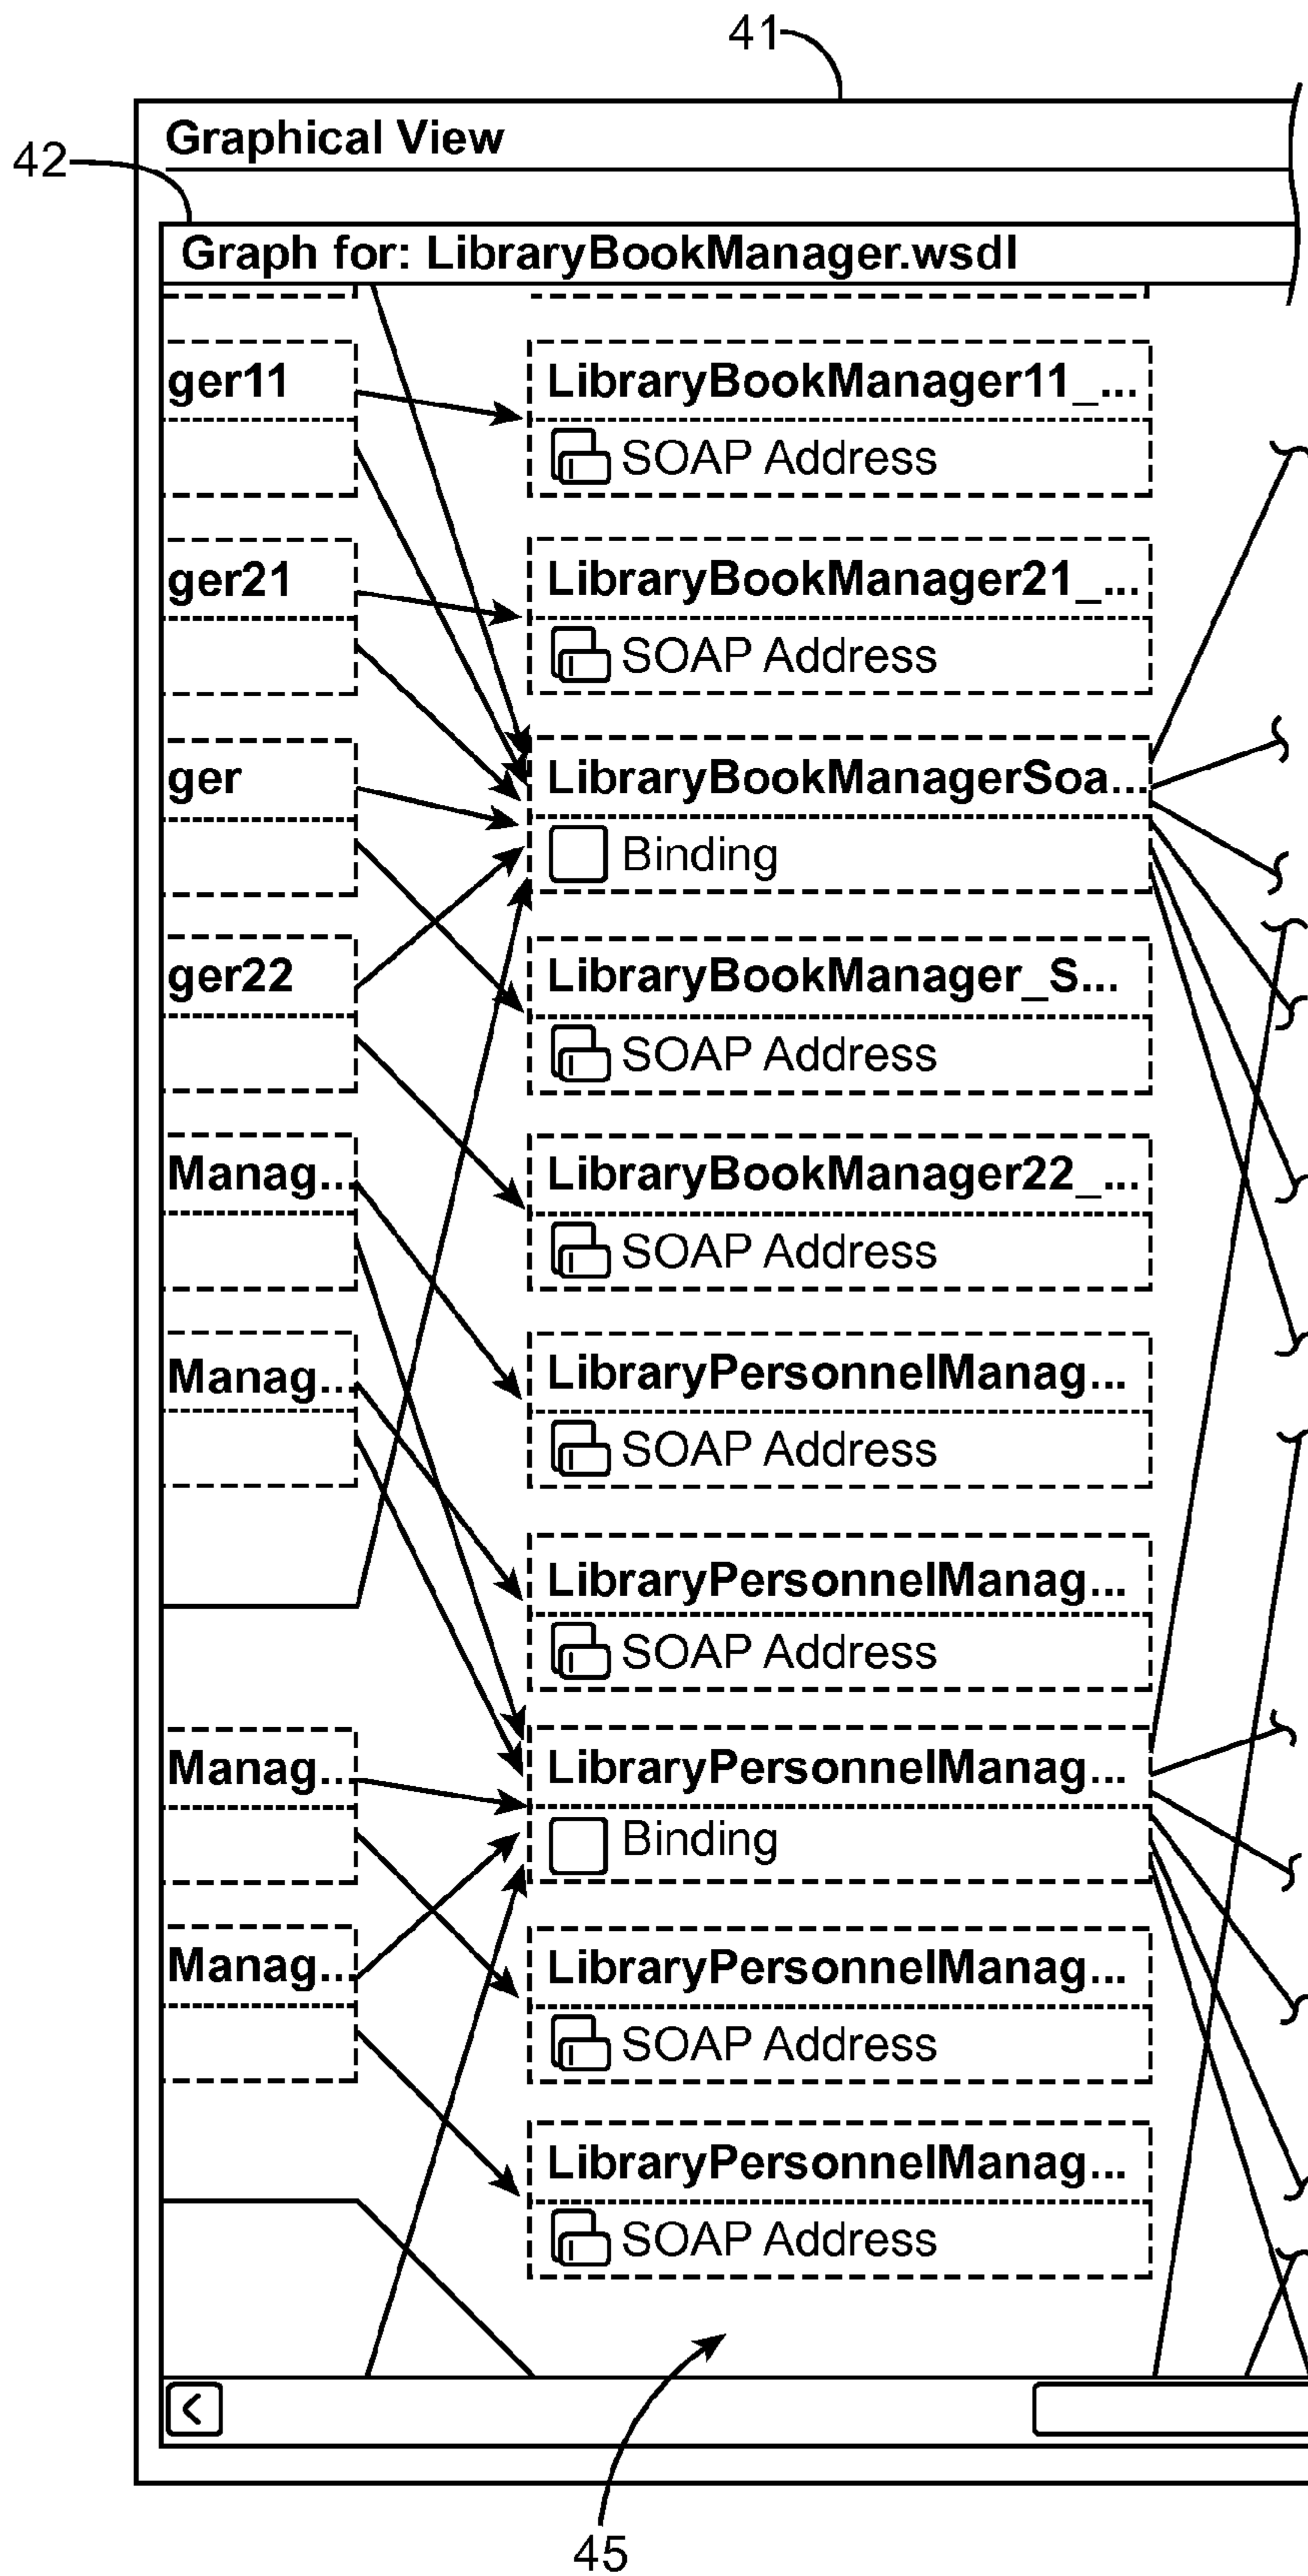 41
Graphical View
42
Graph for: LibraryBookManager.wsdl
ger11
LibraryBookManager11_...
SOAP Address
ger21
LibraryBookManager21_...
SOAP Address
ger
LibraryBookManagerSoa...
Binding
ger22
LibraryBookManager_S...
SOAP Address
Manag...
LibraryBookManager22_...
SOAP Address
Manag...
LibraryPersonnelManag...
SOAP Address
LibraryPersonnelManag...
SOAP Address
Manag...
LibraryPersonnelManag...
Binding
Manag...
LibraryPersonnelManag...
SOAP Address
LibraryPersonnelManag...
SOAP Address
45